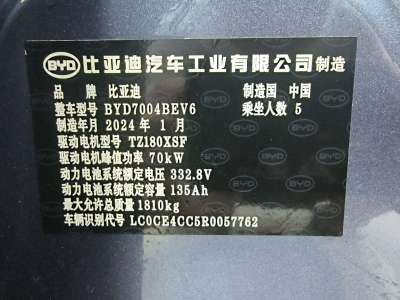 BYD 比亚迪汽车工业有限公司 制造
品 牌 比亚迪 制造国 中国
整车型号 BYD7004BEV6 乘坐人数 5
制造年月 2024 年 1 月
驱动电机型号 TZ180XSF
驱动电机峰值功率 70kW
动力电池系统额定电压 332.8V
动力电池系统额定容量 135Ah
最大允许总质量 1810kg
车辆识别代号 LC0CE4CC5R0057762